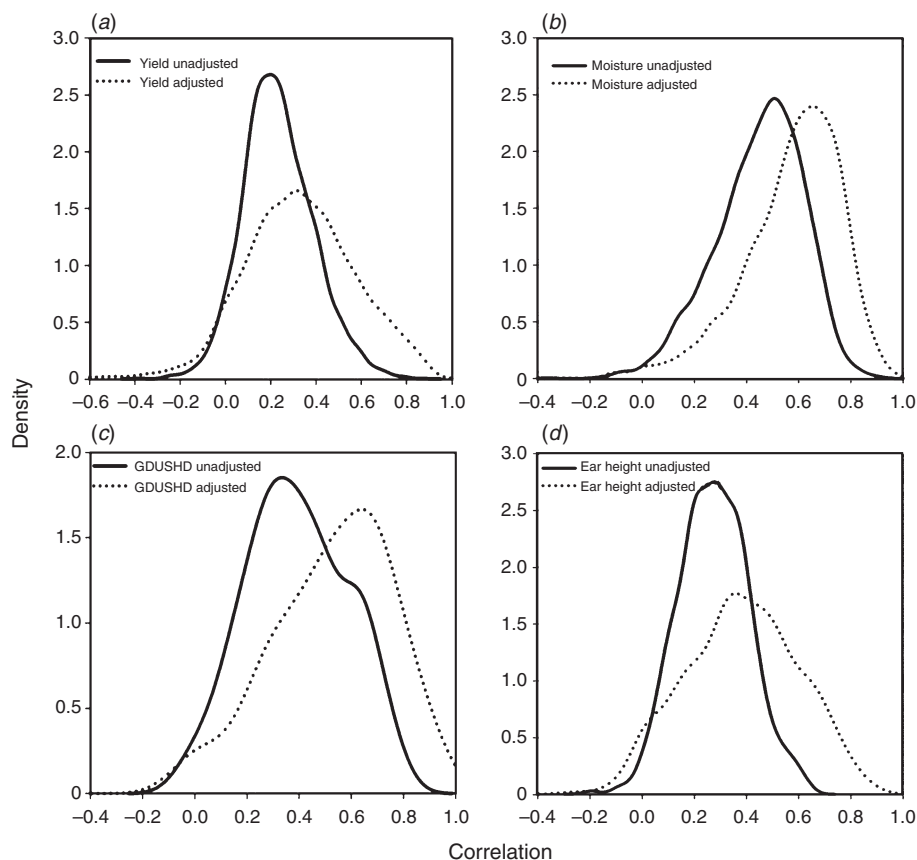 (a)
3.0
Yield unadjusted
Yield adjusted
2.5
2.0
1.5
1.0
0.5
0
–0.6 –0.4 –0.2 0.0 0.2 0.4 0.6 0.8 1.0
(b)
3.0
Moisture unadjusted
Moisture adjusted
2.5
2.0
1.5
1.0
0.5
0
–0.4 –0.2 0.0 0.2 0.4 0.6 0.8 1.0
Density
(c)
2.0
GDUSHD unadjusted
GDUSHD adjusted
1.5
1.0
0.5
0
–0.4 –0.2 0.0 0.2 0.4 0.6 0.8 1.0
(d)
3.0
Ear height unadjusted
Ear height adjusted
2.5
2.0
1.5
1.0
0.5
0.0
–0.4 –0.2 0.0 0.2 0.4 0.6 0.8 1.0
Correlation